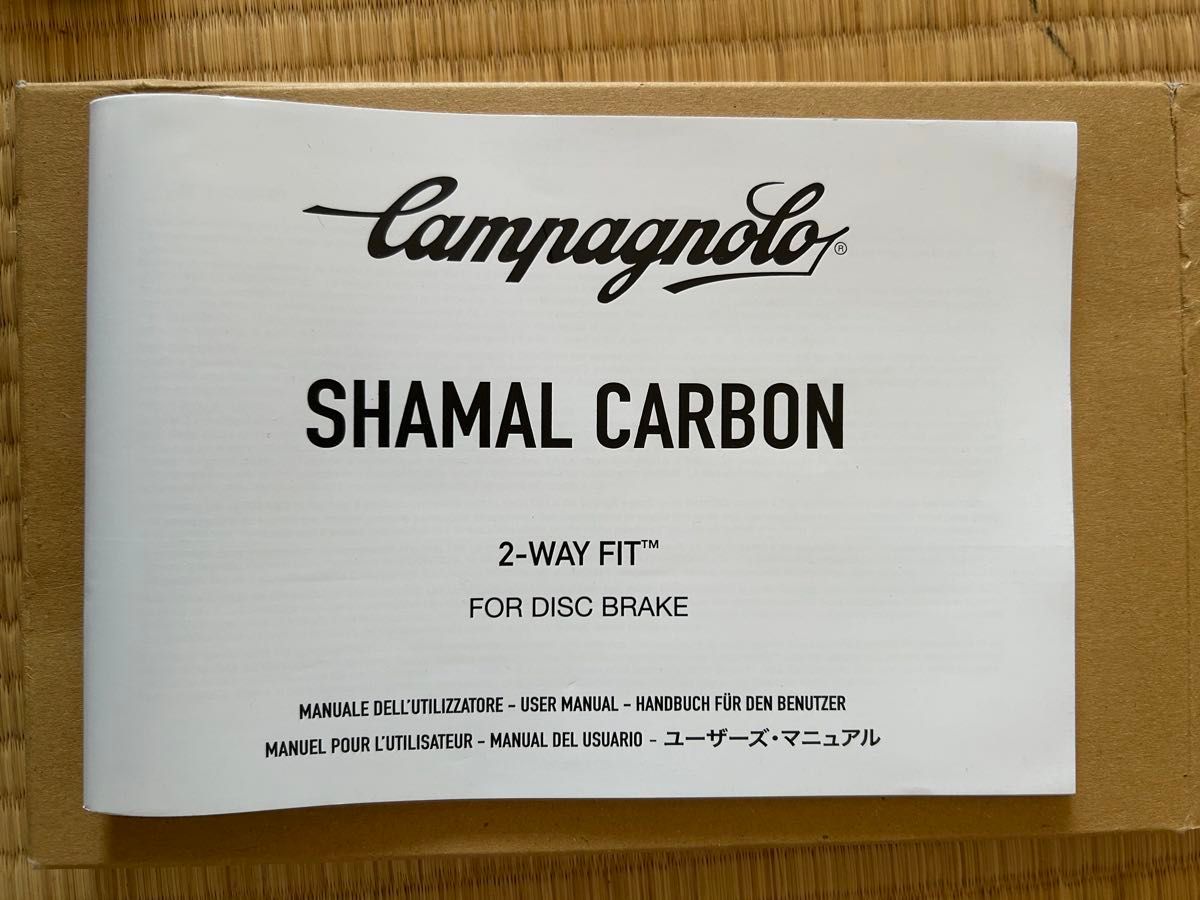 Campagnolo®
SHAMAL CARBON
2-WAY FIT™
FOR DISC BRAKE
MANUALE DELL'UTILIZZATORE - USER MANUAL - HANDBUCH FÜR DEN BENUTZER
MANUEL POUR L'UTILISATEUR - MANUAL DEL USUARIO - ユーザーズ・マニュアル